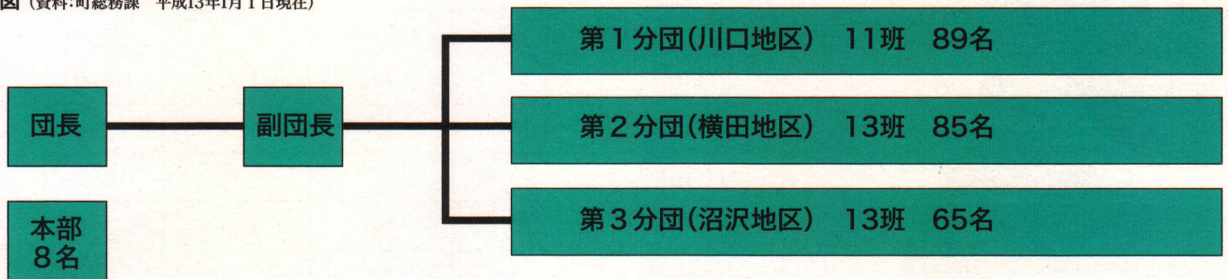 図（資料:町総務課　平成13年1月1日現在）
団長
副団長
第1分団（川口地区）　11班　89名
第2分団（横田地区）　13班　85名
第3分団（沼沢地区）　13班　65名
本部
8名